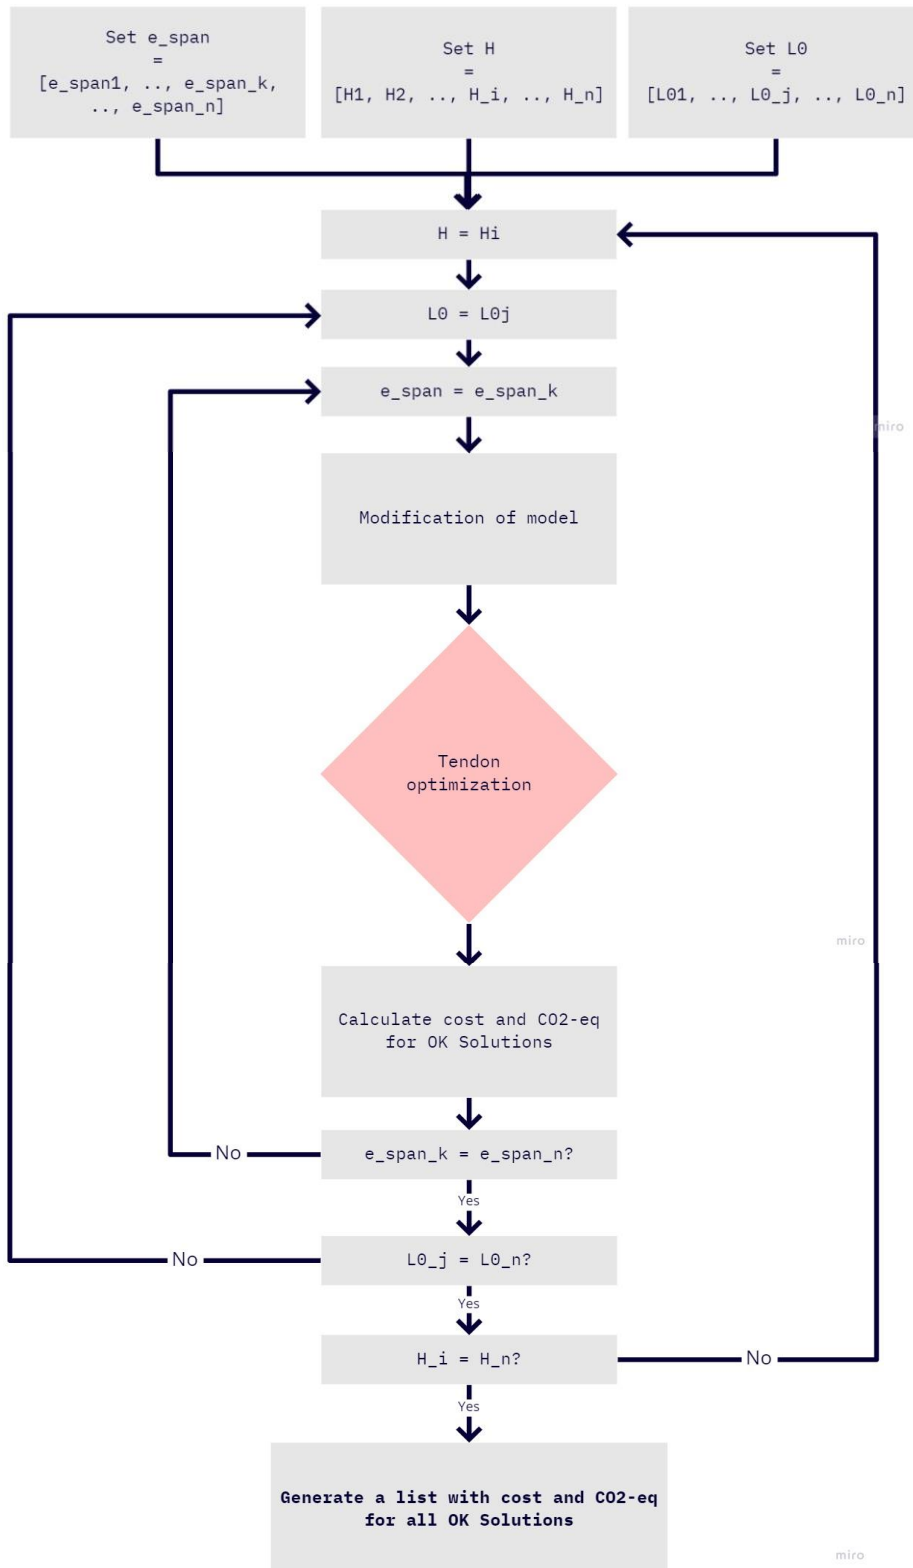 Set e_span
=
[e_span1, .., e_span_k,
.., e_span_n]
Set H
=
[H1, H2, .., H_i, .., H_n]
Set L0
=
[L01, .., L0_j, .., L0_n]
H = Hi
L0 = L0j
e_span = e_span_k
miro
Modification of model
Tendon
optimization
miro
Calculate cost and CO2-eq
for OK Solutions
No
e_span_k = e_span_n?
Yes
No
L0_j = L0_n?
Yes
H_i = H_n?
No
Yes
Generate a list with cost and CO2-eq
for all OK Solutions
miro